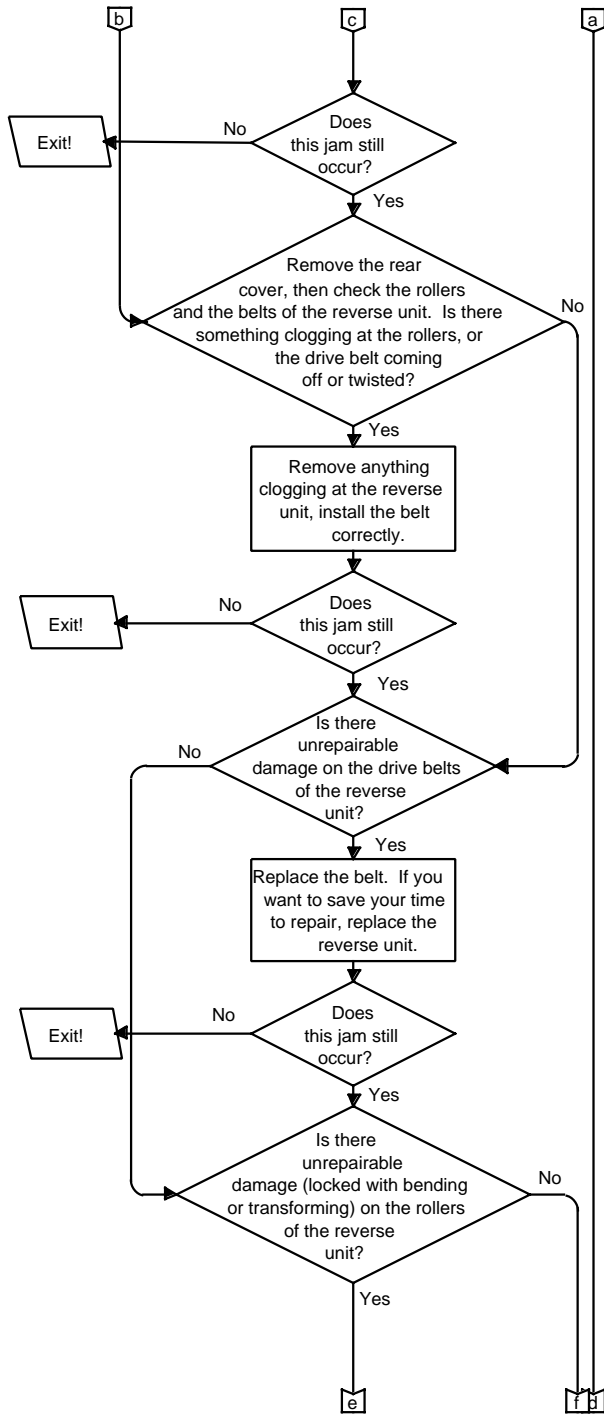 b
c
a
Does
this jam still
occur?
No
Exit!
Yes
Remove the rear
cover, then check the rollers
and the belts of the reverse unit.  Is there
something clogging at the rollers, or
the drive belt coming
off or twisted?
No
Yes
Remove anything
clogging at the reverse
unit, install the belt
correctly.
Does
this jam still
occur?
No
Exit!
Yes
Is there
unrepairable
damage on the drive belts
of the reverse
unit?
No
Yes
Replace the belt.  If you
want to save your time
to repair, replace the
reverse unit.
Does
this jam still
occur?
No
Exit!
Yes
Is there
unrepairable
damage (locked with bending
or transforming) on the rollers
of the reverse
unit?
No
Yes
e
f
d